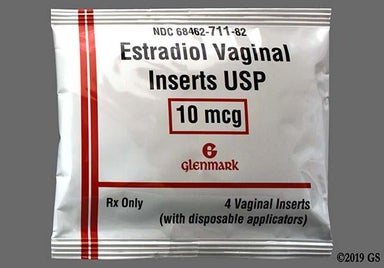 NDC 68462-711-82
Estradiol Vaginal
Inserts USP
10 mcg
G
Glenmark
Rx Only
4 Vaginal Inserts
(with disposable applicators)
©2019 GS